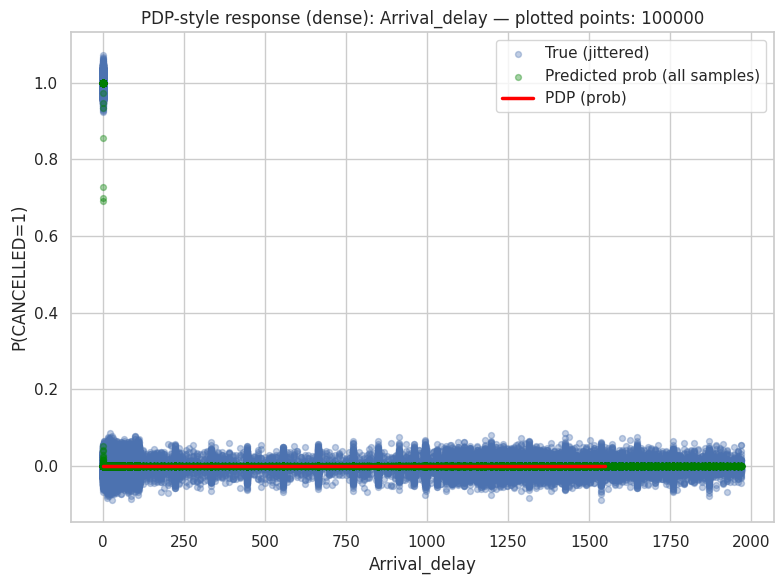 PDP-style response (dense): Arrival_delay — plotted points: 100000
True (jittered)
Predicted prob (all samples)
PDP (prob)
P(CANCELLED=1)
1.0
0.8
0.6
0.4
0.2
0.0
0
250
500
750
1000
1250
1500
1750
2000
Arrival_delay